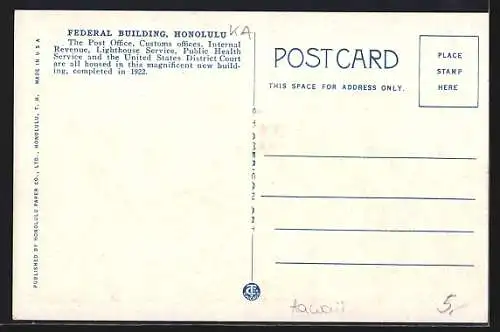 FEDERAL BUILDING, HONOLULU
KA
The Post Office, Customs offices, Internal
Revenue, Lighthouse Service, Public Health
Service and the United States District Court
are all housed in this magnificent new build-
ing, completed in 1922.
PUBLISHED BY HONOLULU PAPER CO., LTD., HONOLULU, T. H. MADE IN U S A
POST CARD
THIS SPACE FOR ADDRESS ONLY.
PLACE
STAMP
HERE
Hawaii
5,-